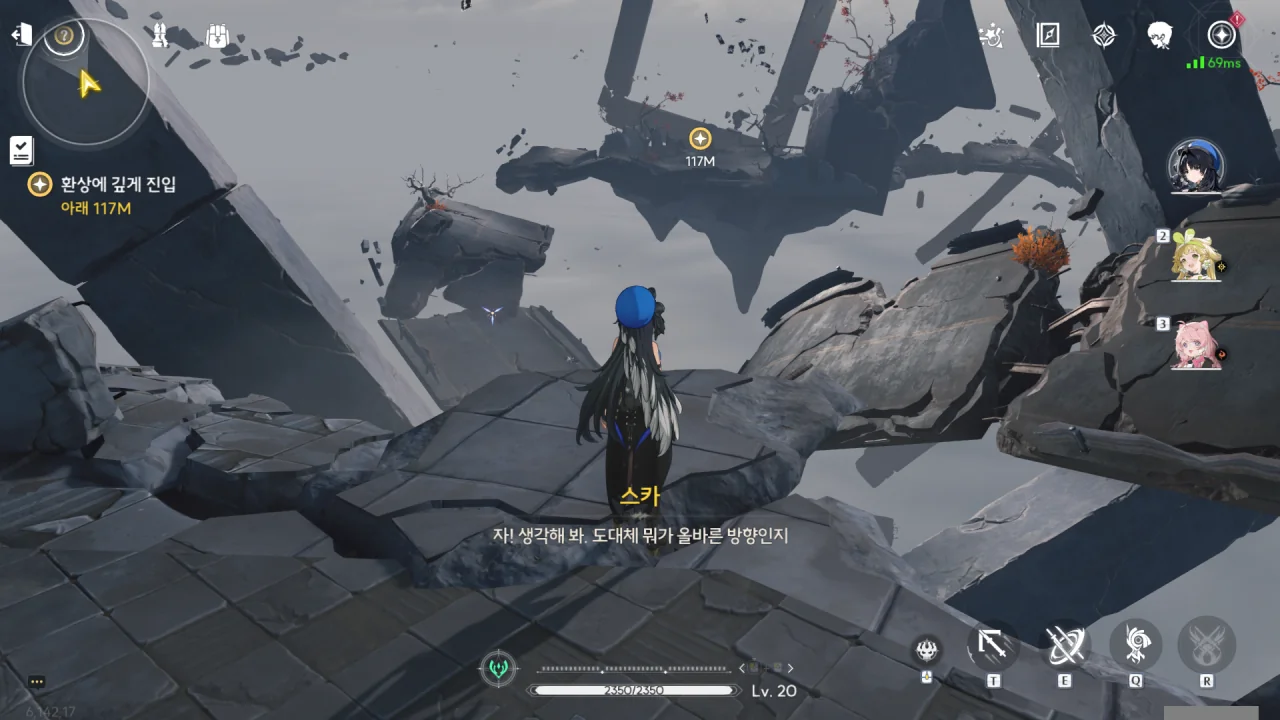 69ms
117M
환상에 깊게 진입
아래 117M
2
3
스카
자! 생각해 봐. 도대체 뭐가 올바른 방향인지
2350/2350
Lv. 20
T
E
Q
R